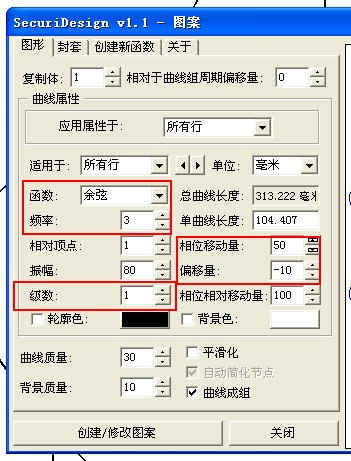 SecuriDesign v1.1 - 图案
图形 封套 创建新函数 关于
复制体: 1 相对于曲线组周期偏移量: 0
曲线属性
应用属性于: 所有行
适用于: 所有行 单位: 毫米
函数: 余弦 总曲线长度: 313.222 毫米
频率: 3 单曲线长度: 104.407
相对顶点: 1 相位移动量: 50
振幅: 80 偏移量: -10
级数: 1 相位相对移动量: 100
轮廓色: 背景色:
曲线质量: 30 平滑化
自动简化节点
背景质量: 10 曲线成组
创建/修改图案 关闭